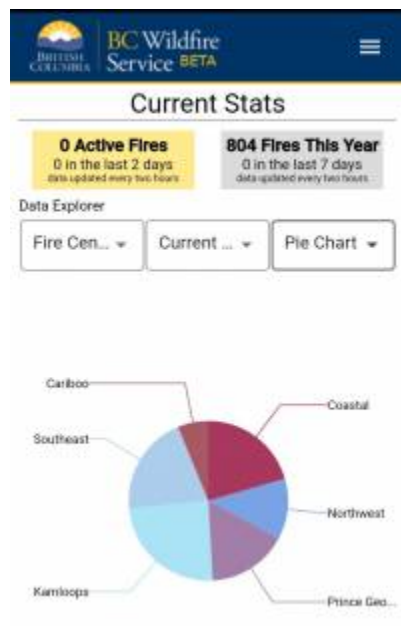 BRITISH COLUMBIA
BC Wildfire
Service BETA
Current Stats
0 Active Fires
0 in the last 2 days
data updated every two hours
804 Fires This Year
0 in the last 7 days
data updated every two hours
Data Explorer
Fire Cen...
Current ...
Pie Chart
Cariboo
Coastal
Southeast
Northwest
Kamloops
Prince Geo...